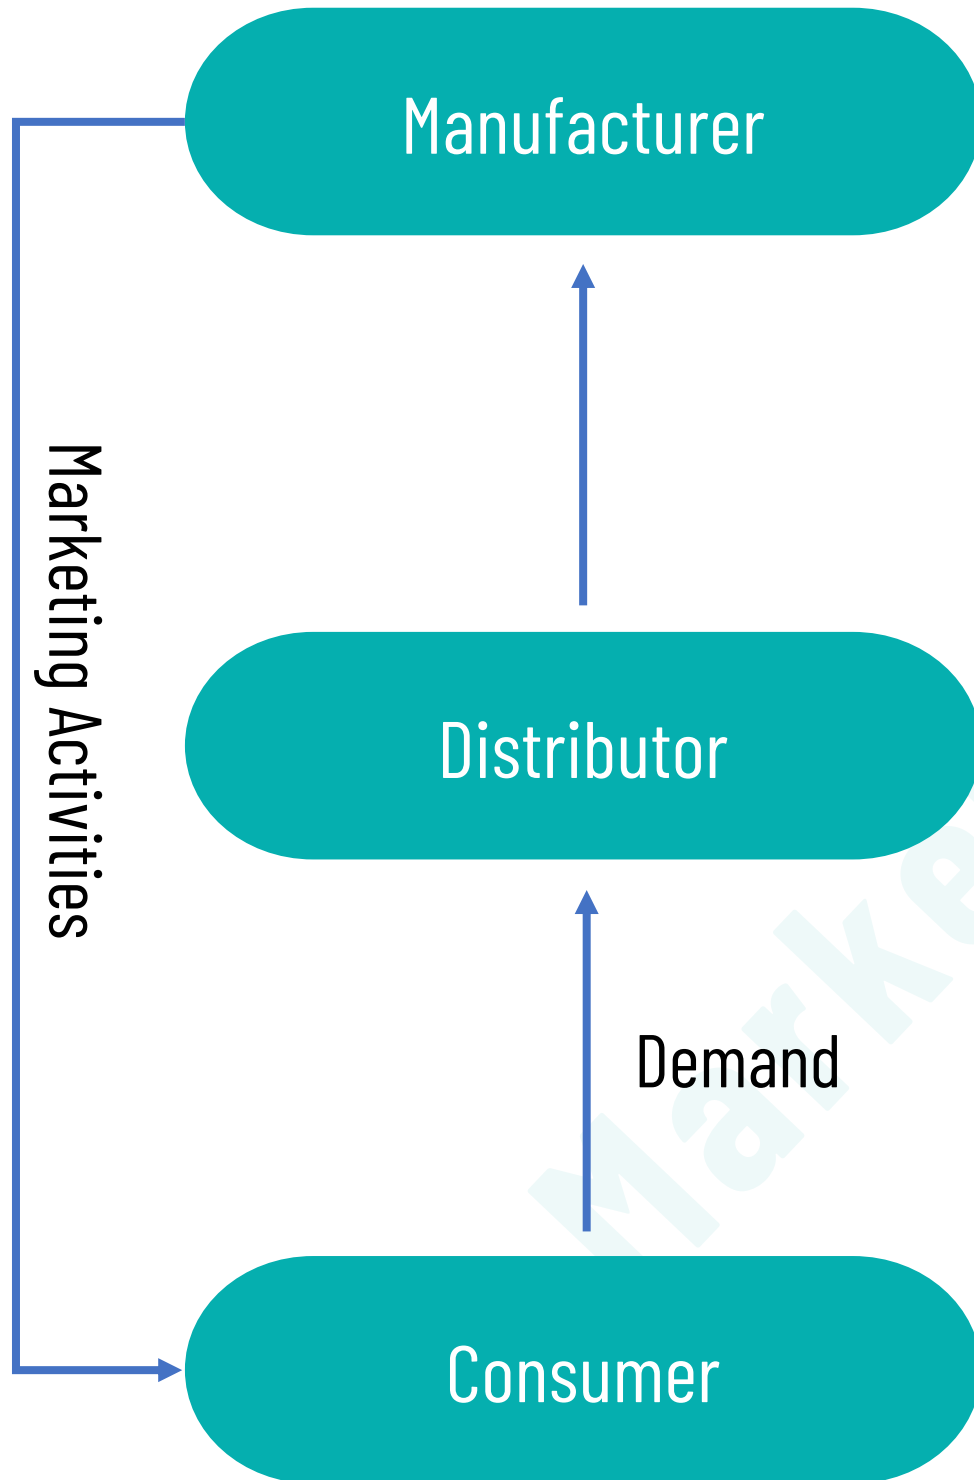 Manufacturer
Marketing Activities
Distributor
Demand
Consumer